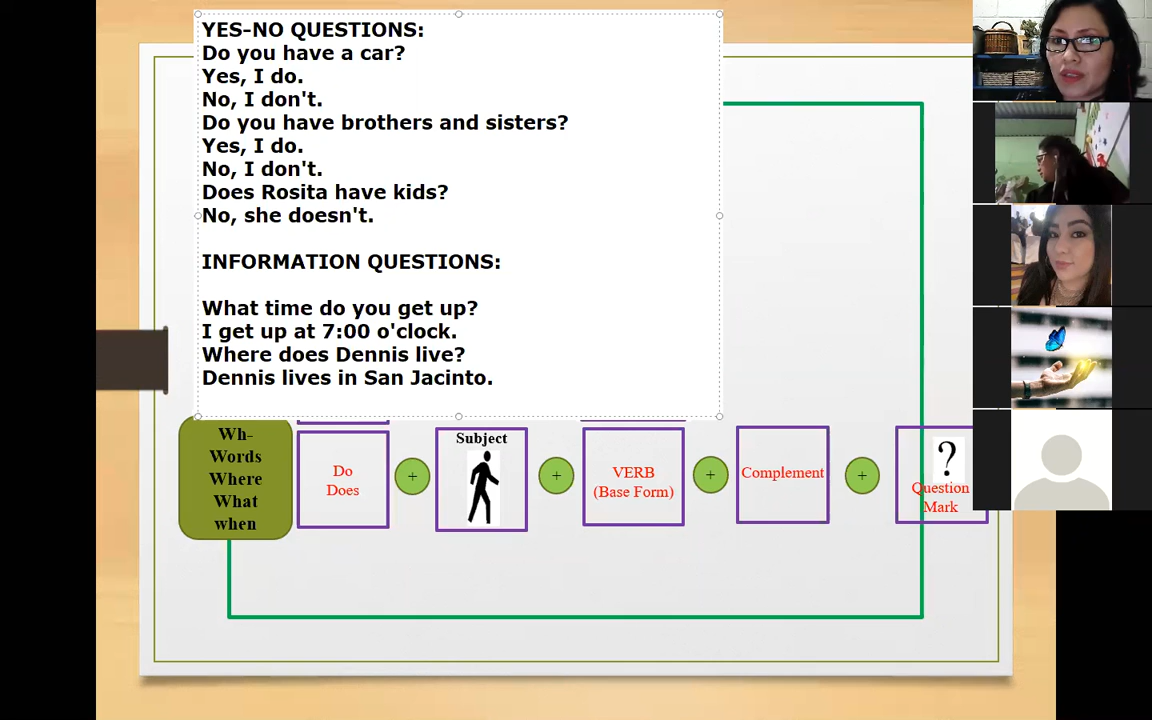 YES-NO QUESTIONS:
Do you have a car?
Yes, I do.
No, I don't.
Do you have brothers and sisters?
Yes, I do.
No, I don't.
Does Rosita have kids?
No, she doesn't.
INFORMATION QUESTIONS:
What time do you get up?
I get up at 7:00 o'clock.
Where does Dennis live?
Dennis lives in San Jacinto.
Wh-
Words
Where
What
when
Do
Does
+
Subject
+
VERB
(Base Form)
+
Complement
+
?
Question
Mark